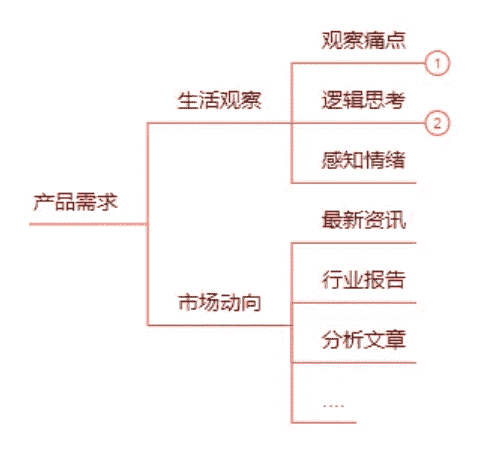 观察痛点
1
生活观察
逻辑思考
2
感知情绪
产品需求
最新资讯
行业报告
市场动向
分析文章
....